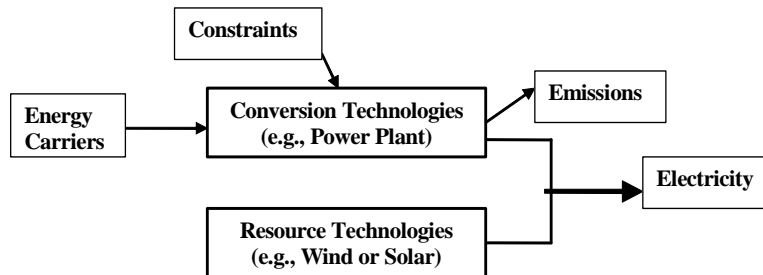 Constraints
Energy
Carriers
Conversion Technologies
(e.g., Power Plant)
Emissions
Electricity
Resource Technologies
(e.g., Wind or Solar)